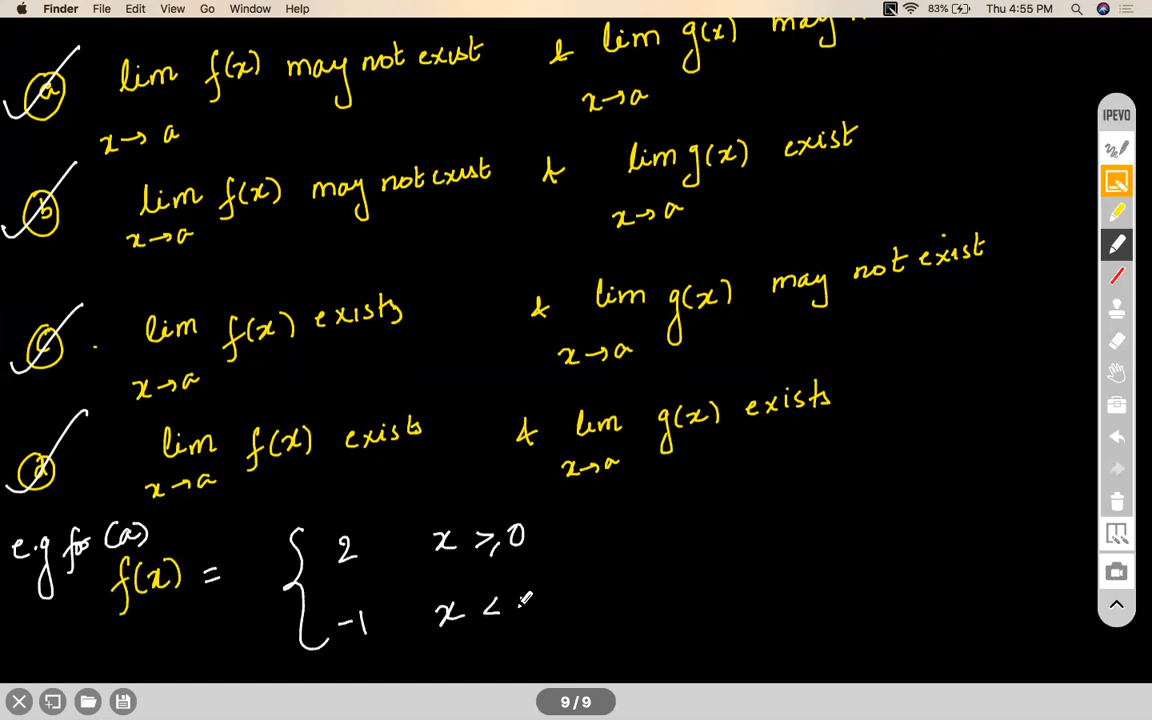 Finder File Edit View Go Window Help 83% Thu 4:55 PM
(a) lim f(x) may not exist & lim g(x) may
x→a x→a
(b) lim f(x) may not exist & lim g(x) exist
x→a x→a
(c) . lim f(x) exists & lim g(x) may not exist
x→a x→a
(d) lim f(x) exists & lim g(x) exists
x→a x→a
e.g for (a)
f(x) = { 2 x ≥ 0
-1 x <
IPEVO
9 / 9